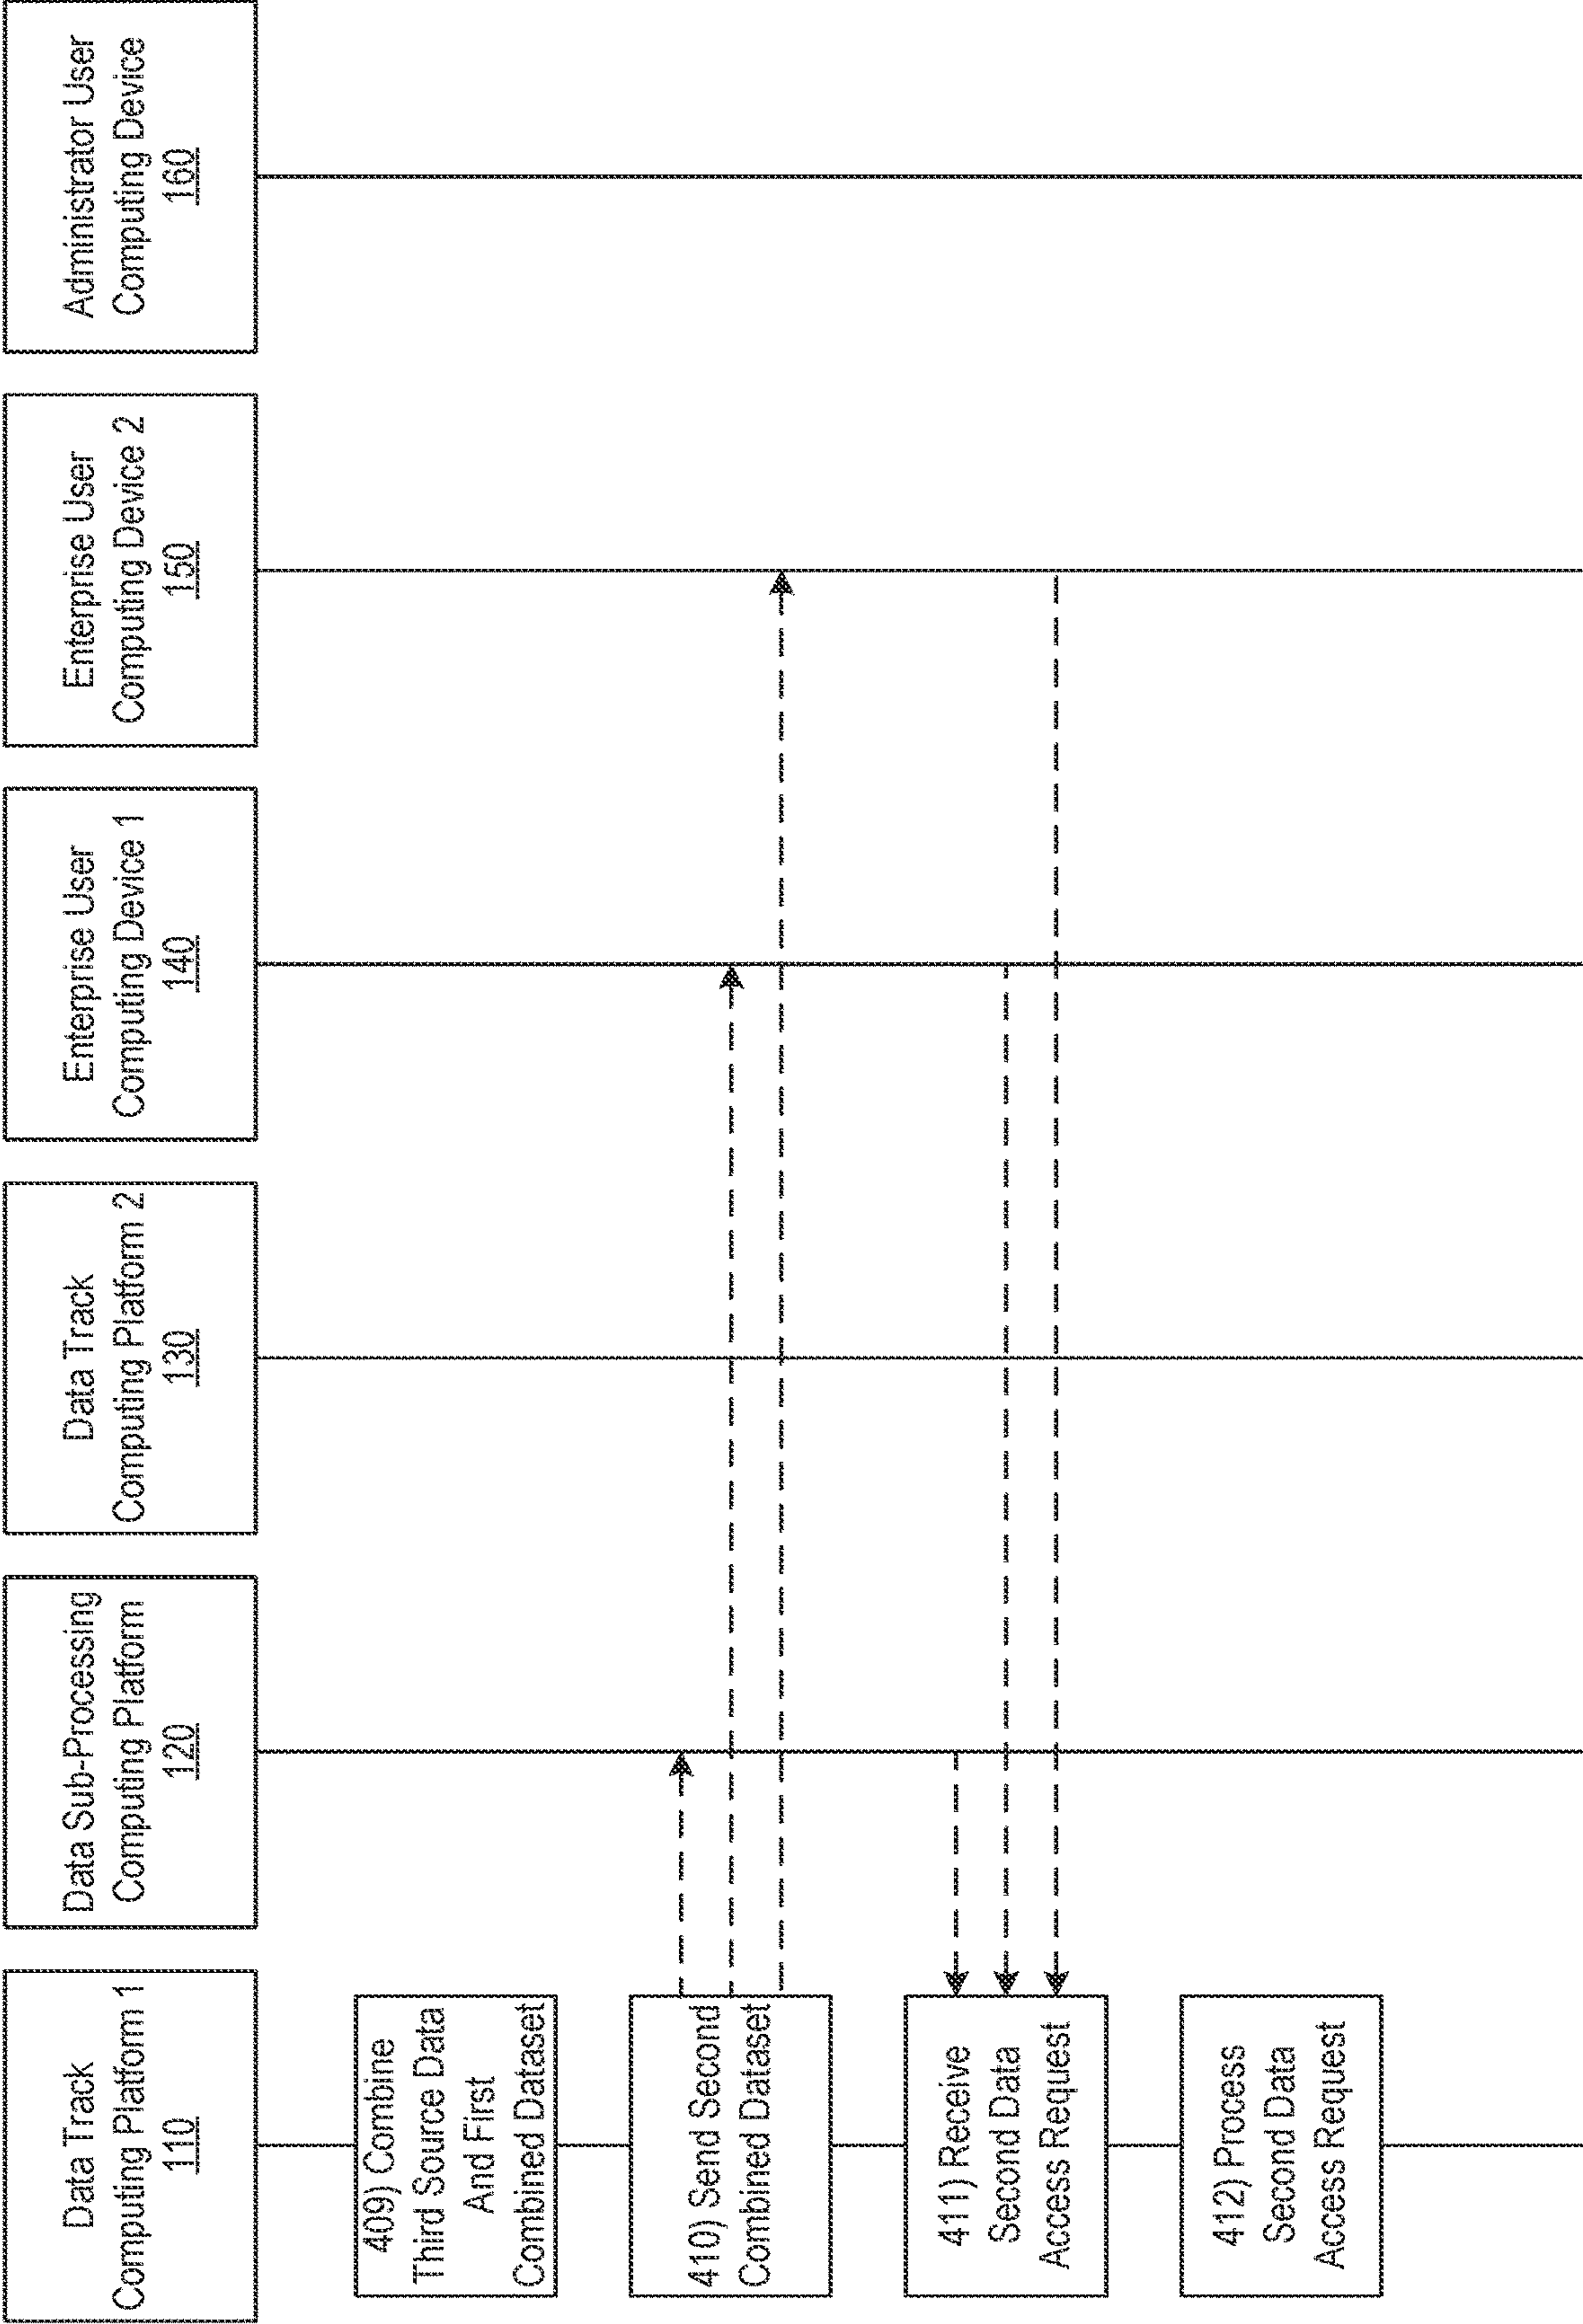 Data Track
Computing Platform 1
110
Data Sub-Processing
Computing Platform
120
Data Track
Computing Platform 2
130
Enterprise User
Computing Device 1
140
Enterprise User
Computing Device 2
150
Administrator User
Computing Device
160
409) Combine
Third Source Data
And First
Combined Dataset
410) Send Second
Combined Dataset
411) Receive
Second Data
Access Request
412) Process
Second Data
Access Request